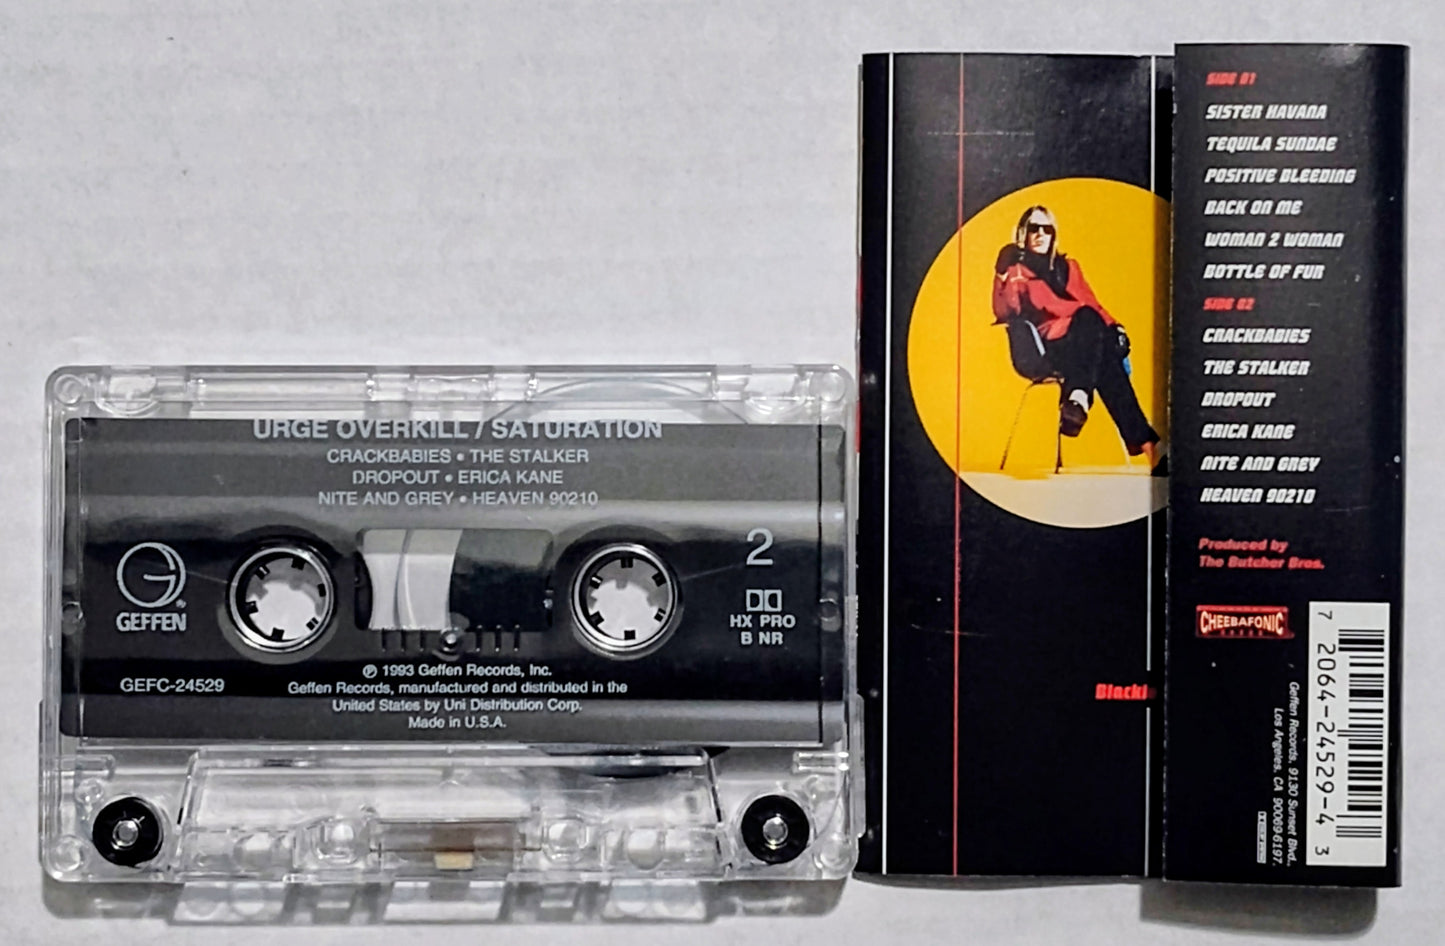 URGE OVERKILL / SATURATION
CRACKBABIES • THE STALKER
DROPOUT • ERICA KANE
NITE AND GREY • HEAVEN 90210
G
GEFFEN
®
2
HX PRO
B NR
GEFC-24529
℗ 1993 Geffen Records, Inc.
Geffen Records, manufactured and distributed in the
United States by Uni Distribution Corp.
Made in U.S.A.
Blacki
SIDE 01
SISTER HAVANA
TEQUILA SUNDAE
POSITIVE BLEEDING
BACK ON ME
WOMAN 2 WOMAN
BOTTLE OF FUR
SIDE 02
CRACKBABIES
THE STALKER
DROPOUT
ERICA KANE
NITE AND GREY
HEAVEN 90210
Produced by
The Butcher Bros.
CHEEBAFONIC
7 2064-24529-4 3
Geffen Records, 9130 Sunset Blvd.,
Los Angeles, CA 90069-6197.